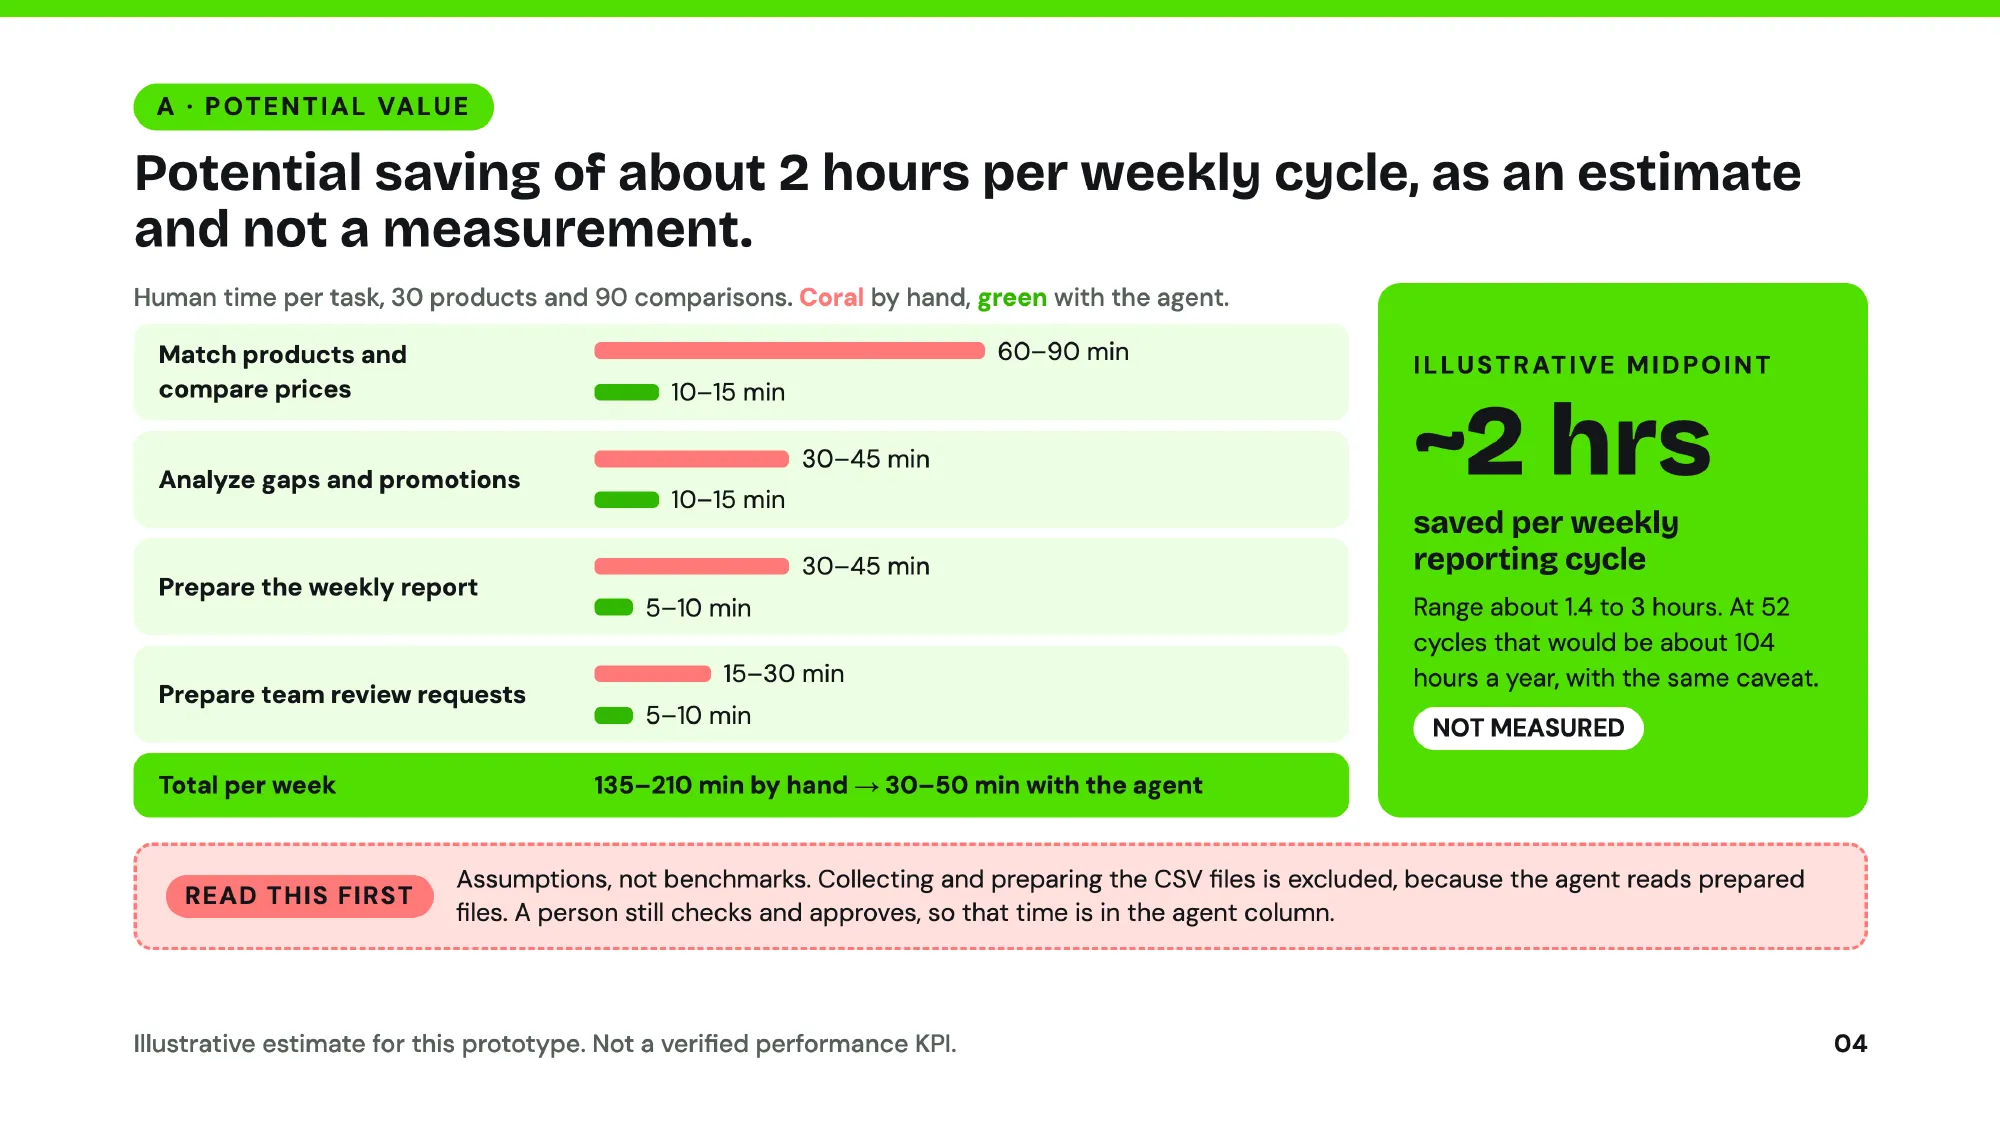 A · POTENTIAL VALUE
Potential saving of about 2 hours per weekly cycle, as an estimate
and not a measurement.
Human time per task, 30 products and 90 comparisons. Coral by hand, green with the agent.
Match products and
compare prices
60–90 min
10–15 min
Analyze gaps and promotions
30–45 min
10–15 min
Prepare the weekly report
30–45 min
5–10 min
Prepare team review requests
15–30 min
5–10 min
Total per week
135–210 min by hand → 30–50 min with the agent
ILLUSTRATIVE MIDPOINT
~2 hrs
saved per weekly
reporting cycle
Range about 1.4 to 3 hours. At 52
cycles that would be about 104
hours a year, with the same caveat.
NOT MEASURED
READ THIS FIRST
Assumptions, not benchmarks. Collecting and preparing the CSV files is excluded, because the agent reads prepared
files. A person still checks and approves, so that time is in the agent column.
Illustrative estimate for this prototype. Not a verified performance KPI.
04